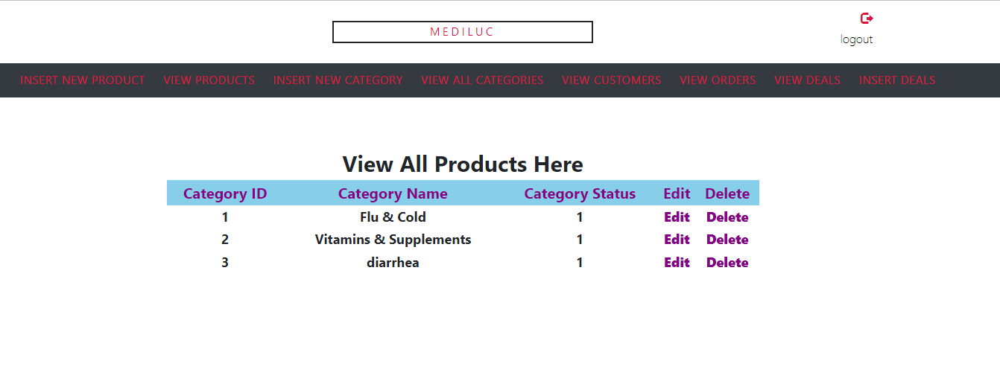 MEDILUC
logout
INSERT NEW PRODUCT VIEW PRODUCTS INSERT NEW CATEGORY VIEW ALL CATEGORIES VIEW CUSTOMERS VIEW ORDERS VIEW DEALS INSERT DEALS
View All Products Here
Category ID Category Name Category Status Edit Delete
1 Flu & Cold 1 Edit Delete
2 Vitamins & Supplements 1 Edit Delete
3 diarrhea 1 Edit Delete